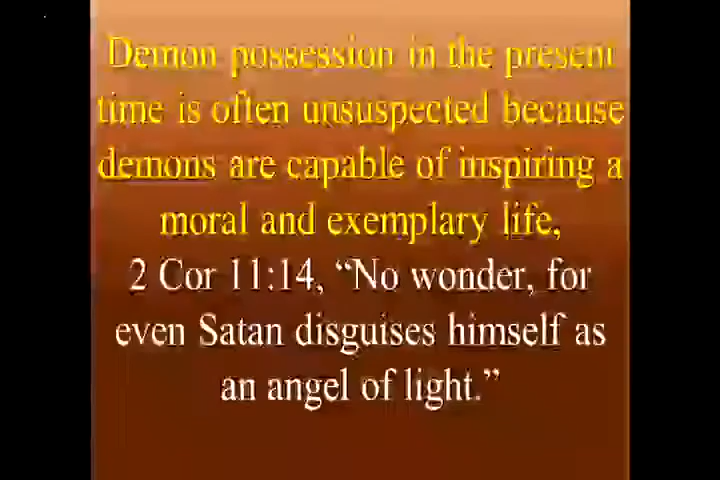 Demon possession in the present
time is often unsuspected because
demons are capable of inspiring a
moral and exemplary life,
2 Cor 11:14, “No wonder, for
even Satan disguises himself as
an angel of light.”